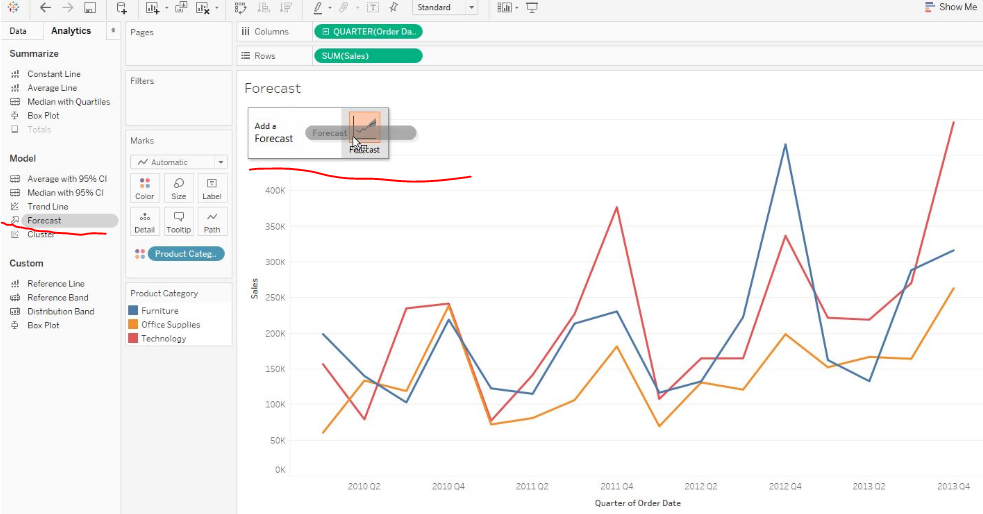 Standard
Show Me
Data
Analytics
Pages
Columns
QUARTER(Order Da..
Rows
SUM(Sales)
Summarize
Constant Line
Average Line
Median with Quartiles
Box Plot
Totals
Model
Average with 95% CI
Median with 95% CI
Trend Line
Forecast
Cluster
Custom
Reference Line
Reference Band
Distribution Band
Box Plot
Filters
Marks
Automatic
Color
Size
Label
Detail
Tooltip
Path
Product Categ..
Product Category
Furniture
Office Supplies
Technology
Forecast
Add a
Forecast
Forecast
Forecast
400K
350K
300K
250K
200K
150K
100K
50K
0K
Sales
2010 Q2
2010 Q4
2011 Q2
2011 Q4
2012 Q2
2012 Q4
2013 Q2
2013 Q4
Quarter of Order Date